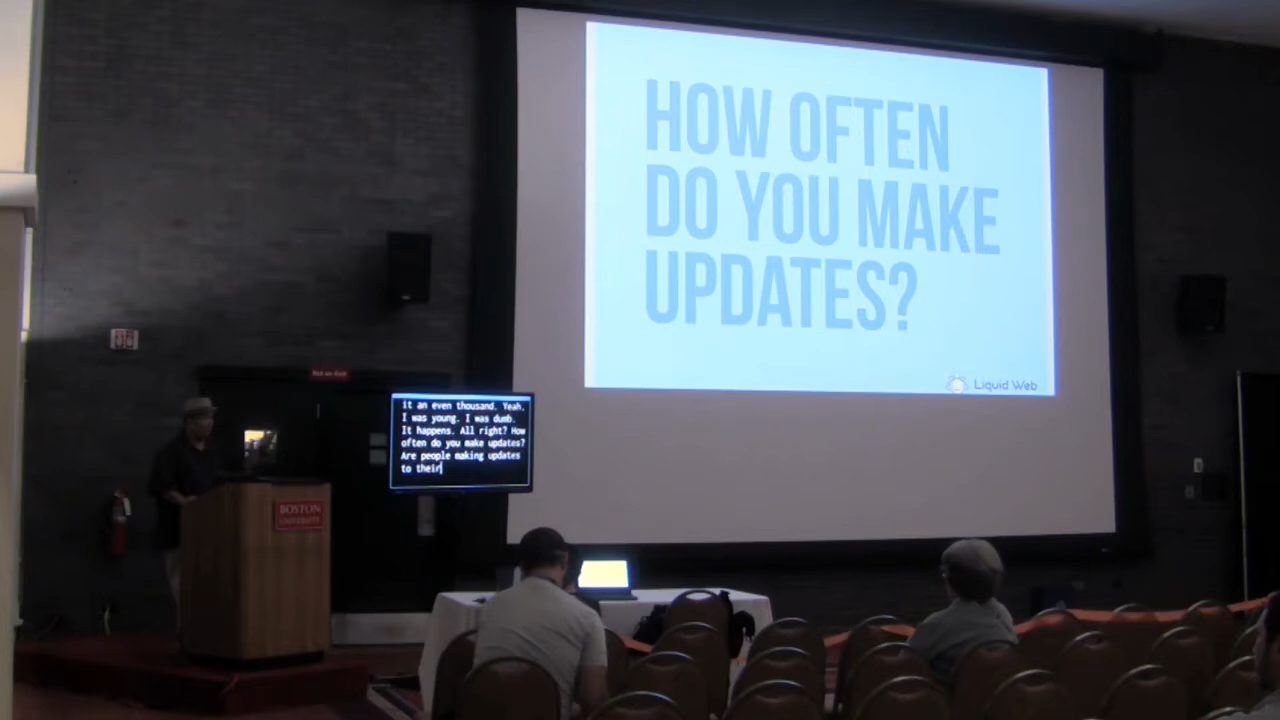 HOW OFTEN
DO YOU MAKE
UPDATES?
Liquid Web
it an even thousand. Yeah.
I was young. I was dumb.
It happens. All right? How
often do you make updates?
Are people making updates
to their
BOSTON
UNIVERSITY